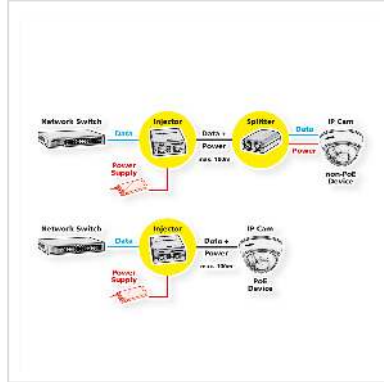 Network Switch
Injector
Splitter
IP Cam
Data
Data +
Power
max. 100m
Data
Power
Power
Supply
non-PoE
Device
Network Switch
Injector
IP Cam
Data
Data +
Power
max. 100m
Power
Supply
PoE
Device